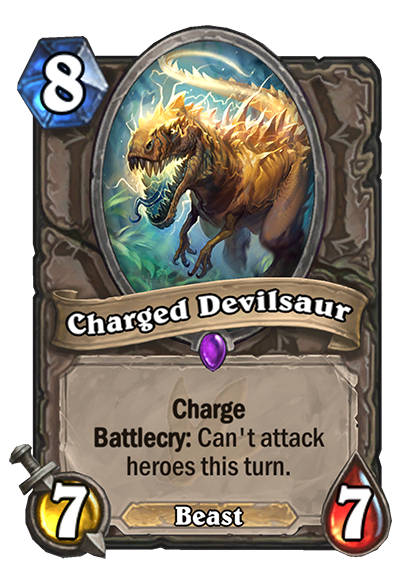 8
Charged Devilsaur
Charge
Battlecry: Can't attack
heroes this turn.
7
Beast
7